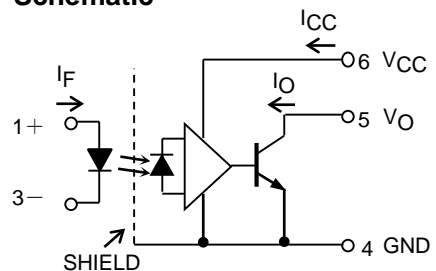 Schematic
ICC
6 VCC
IF
IO
5 VO
1+
3−
4 GND
SHIELD